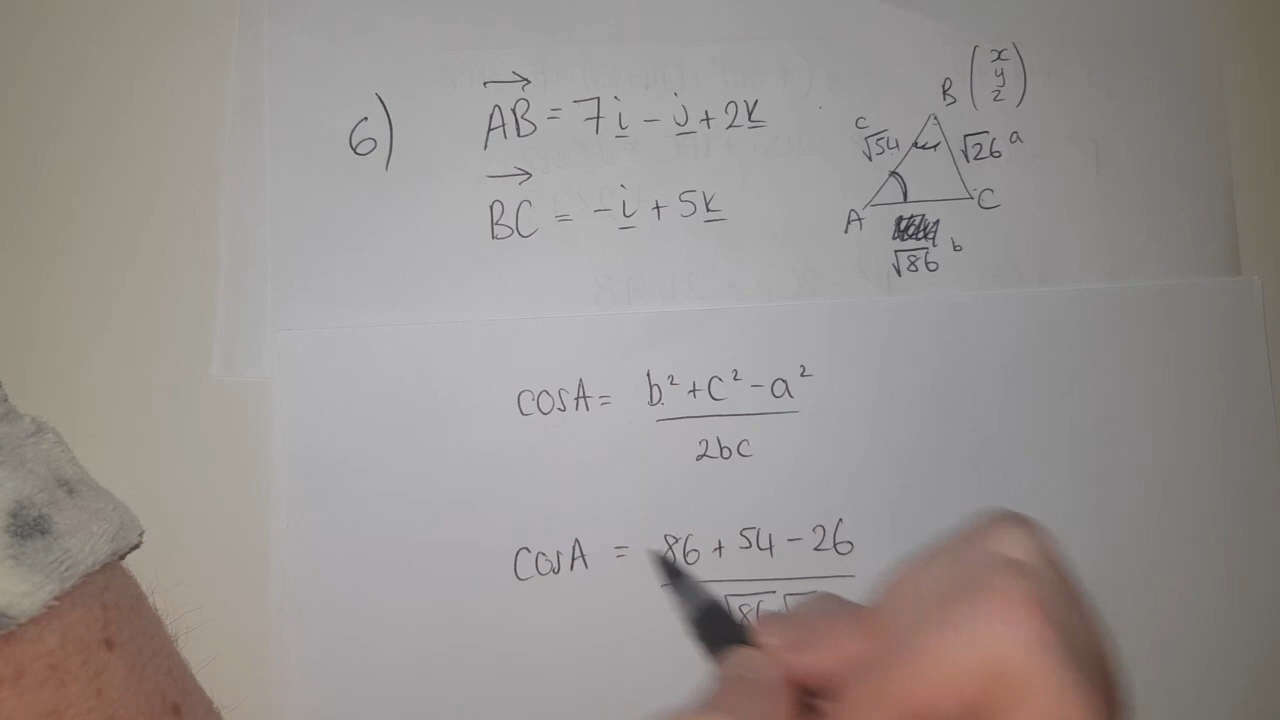 6)
AB = 7i - j + 2k
BC = -i + 5k
B (x y z)
c
√54
√26 a
A
C
√86 b
cosA = b² + c² - a² / 2bc
cosA = 86 + 54 - 26